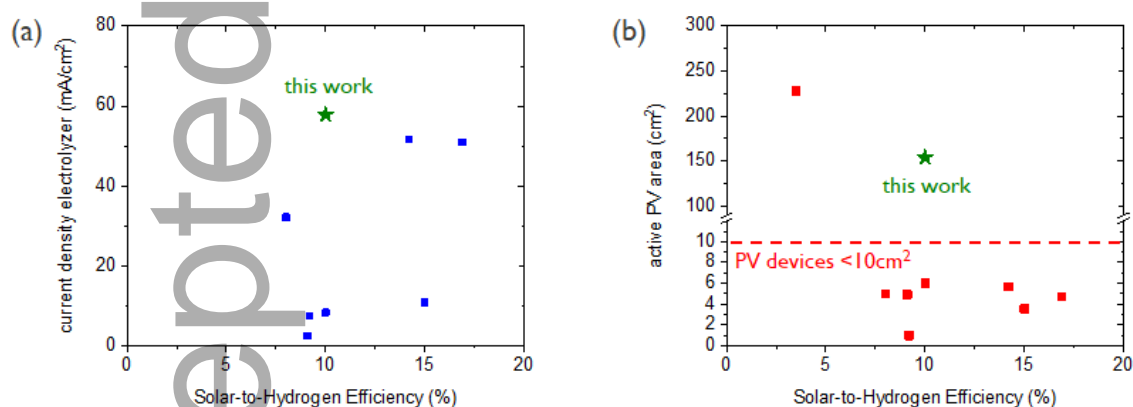 (a)
current density electrolyzer (mA/cm²)
80
60
40
20
0
this work
0 5 10 15 20
Solar-to-Hydrogen Efficiency (%)
epted
(b)
active PV area (cm²)
300
250
200
150
100
10
8
6
4
2
0
this work
PV devices <10cm²
0 5 10 15 20
Solar-to-Hydrogen Efficiency (%)